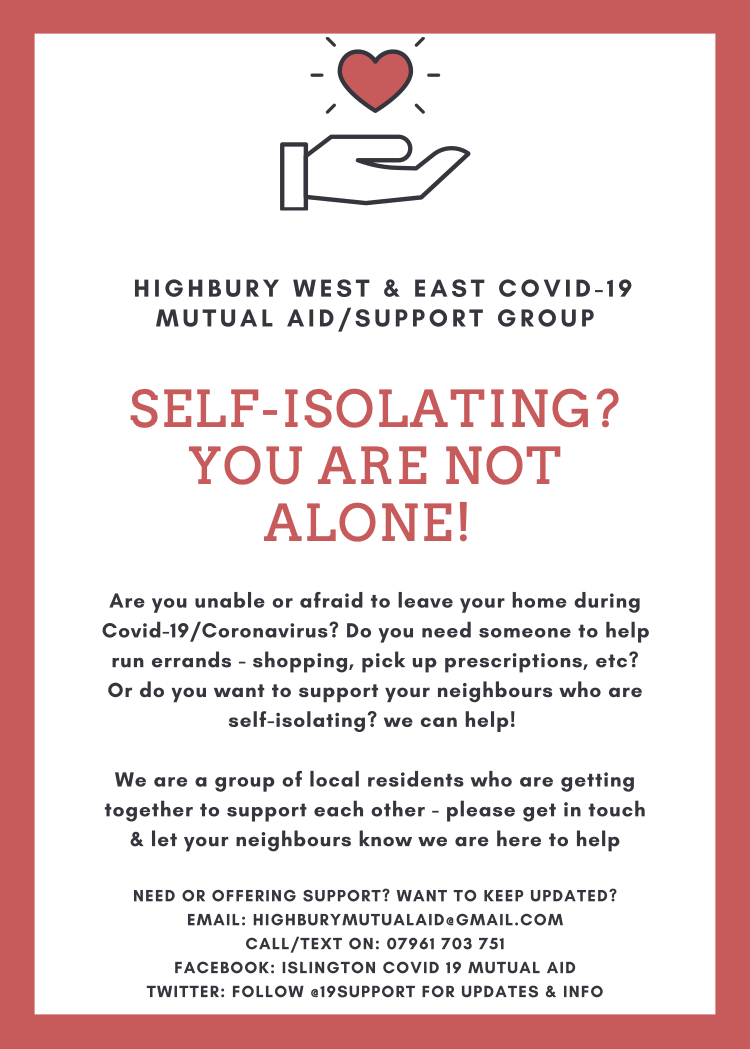 HIGHBURY WEST & EAST COVID-19
MUTUAL AID/SUPPORT GROUP
SELF-ISOLATING?
YOU ARE NOT
ALONE!
Are you unable or afraid to leave your home during
Covid-19/Coronavirus? Do you need someone to help
run errands - shopping, pick up prescriptions, etc?
Or do you want to support your neighbours who are
self-isolating? we can help!
We are a group of local residents who are getting
together to support each other - please get in touch
& let your neighbours know we are here to help
NEED OR OFFERING SUPPORT? WANT TO KEEP UPDATED?
EMAIL: HIGHBURYMUTUALAID@GMAIL.COM
CALL/TEXT ON: 07961 703 751
FACEBOOK: ISLINGTON COVID 19 MUTUAL AID
TWITTER: FOLLOW @19SUPPORT FOR UPDATES & INFO